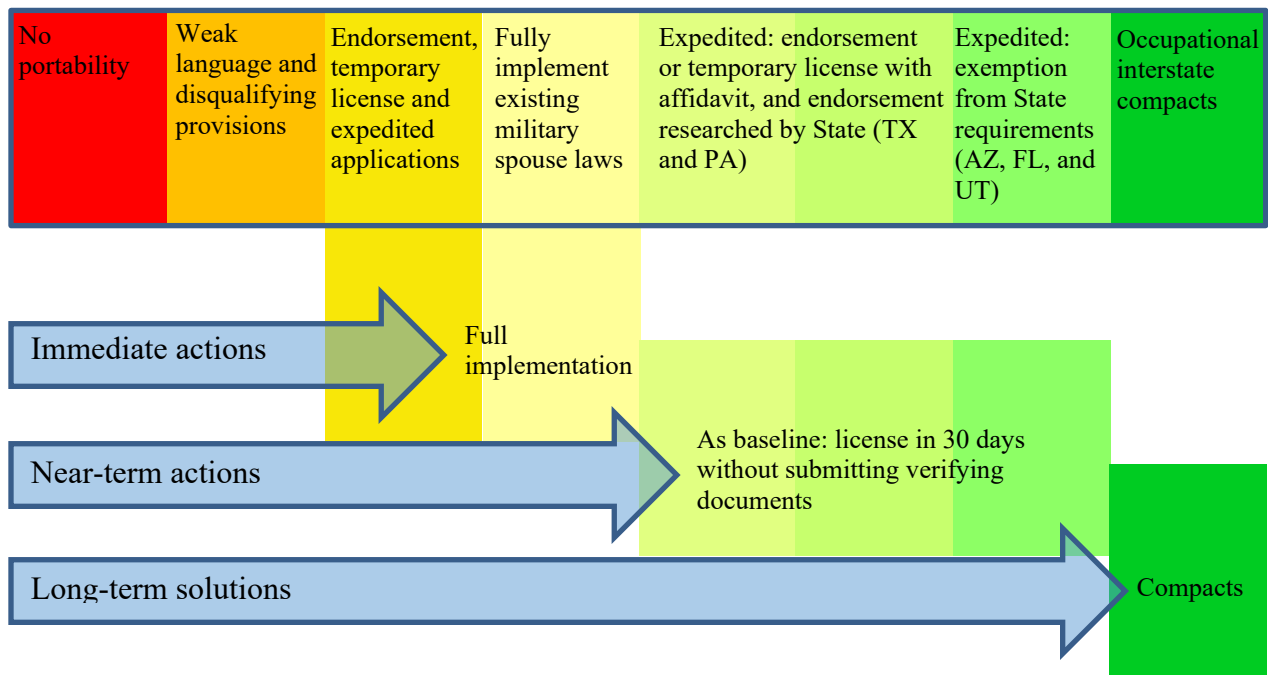 No
portability
Weak
language and
disqualifying
provisions
Endorsement,
temporary
license and
expedited
applications
Fully
implement
existing
military
spouse laws
Expedited: endorsement
or temporary license with
affidavit, and endorsement
researched by State (TX
and PA)
Expedited:
exemption
from State
requirements
(AZ, FL, and
UT)
Occupational
interstate
compacts
Immediate actions
Full
implementation
Near-term actions
As baseline: license in 30 days
without submitting verifying
documents
Long-term solutions
Compacts